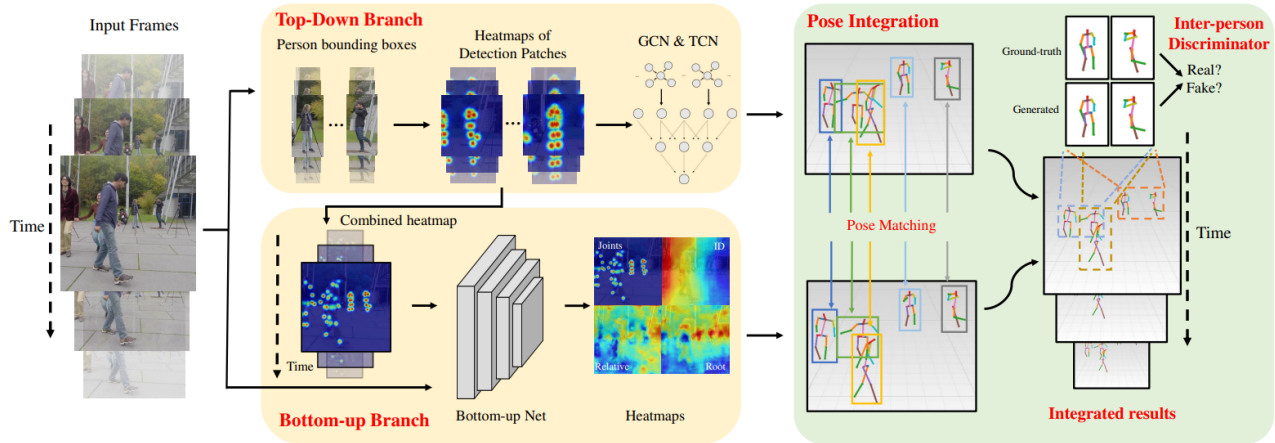 Input Frames
Time
Top-Down Branch
Person bounding boxes
Heatmaps of
Detection Patches
GCN & TCN
...
...
Combined heatmap
Time
Bottom-up Branch
Bottom-up Net
Joints
ID
Relative
Root
Heatmaps
Pose Integration
Pose Matching
Ground-truth
Generated
Inter-person
Discriminator
Real?
Fake?
Time
Integrated results